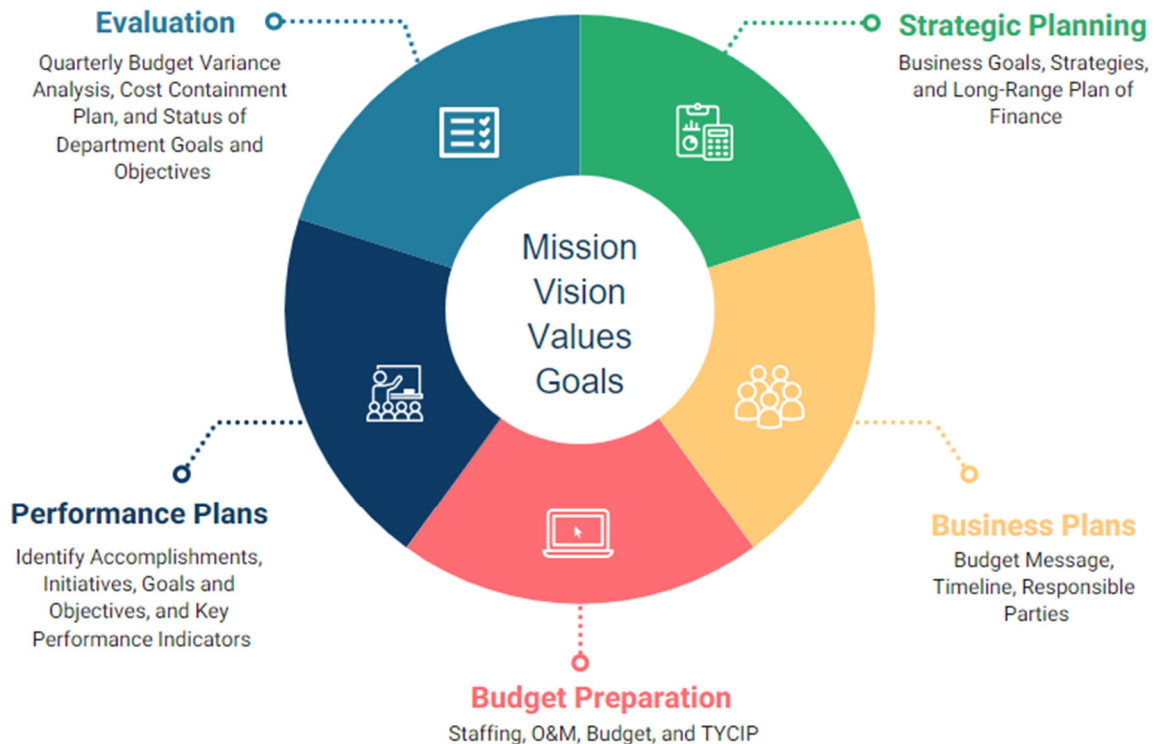 Evaluation
Quarterly Budget Variance
Analysis, Cost Containment
Plan, and Status of
Department Goals and
Objectives
Strategic Planning
Business Goals, Strategies,
and Long-Range Plan of
Finance
Mission
Vision
Values
Goals
Performance Plans
Identify Accomplishments,
Initiatives, Goals and
Objectives, and Key
Performance Indicators
Business Plans
Budget Message,
Timeline, Responsible
Parties
Budget Preparation
Staffing, O&M, Budget, and TYCIP